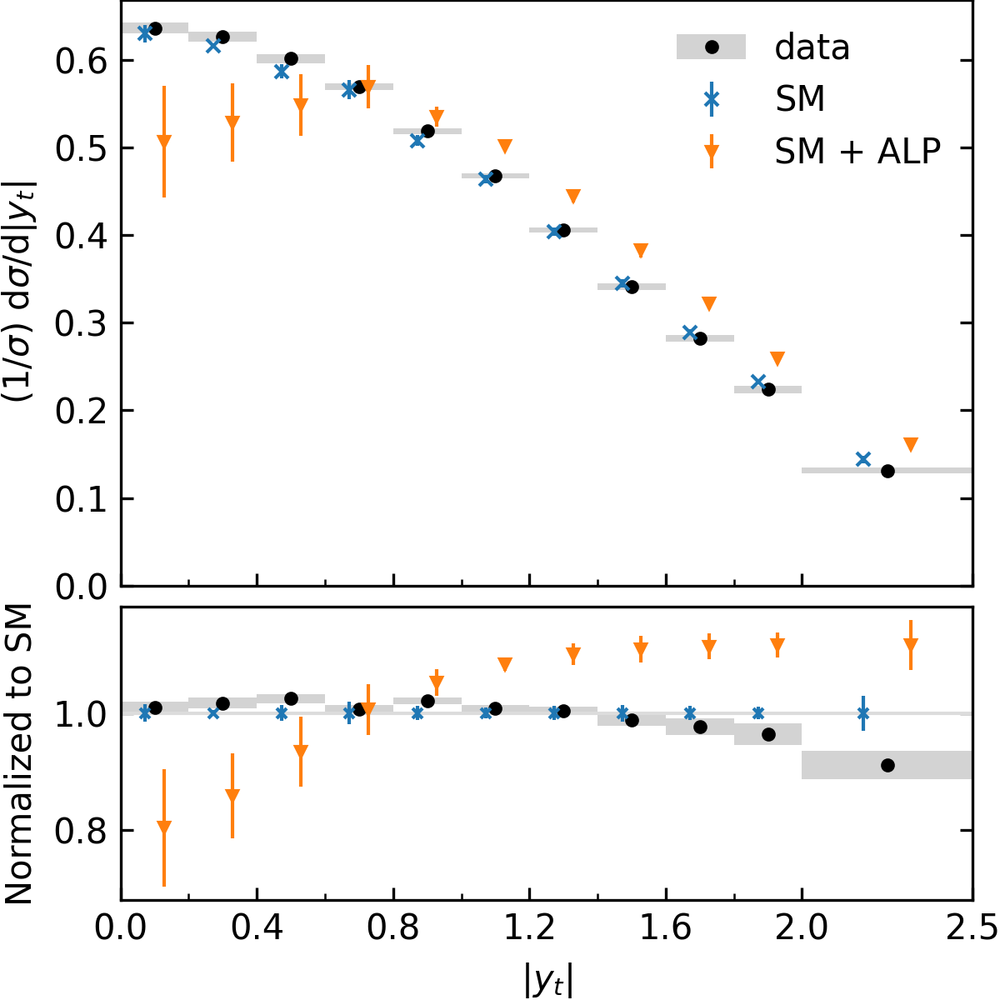 data
SM
SM + ALP
(1/σ) dσ/d|y_t|
0.6
0.5
0.4
0.3
0.2
0.1
0.0
Normalized to SM
1.0
0.8
0.0 0.4 0.8 1.2 1.6 2.0 2.5
|y_t|